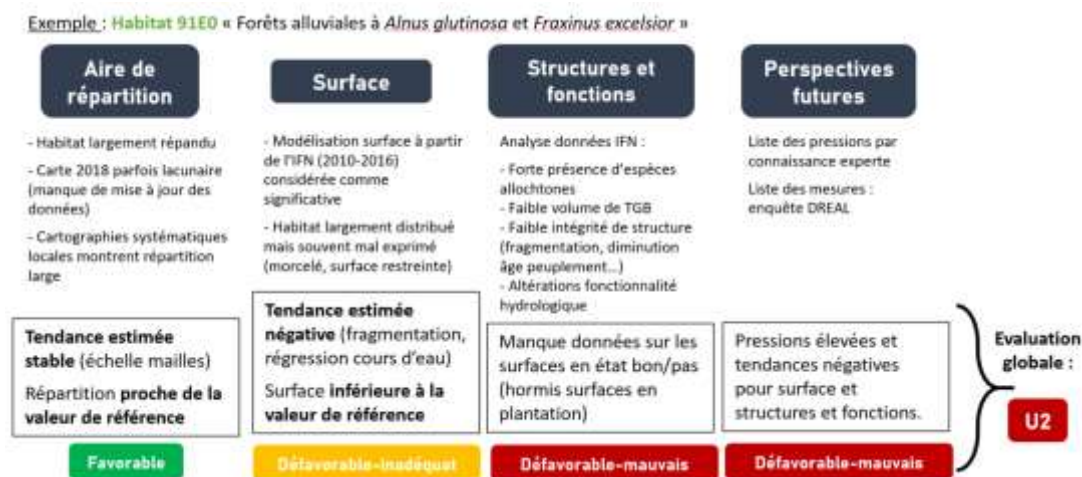 Exemple : Habitat 91E0 « Forêts alluviales à Alnus glutinosa et Fraxinus excelsior »
Aire de
répartition
- Habitat largement répandu
- Carte 2018 parfois lacunaire
(manque de mise à jour des
données)
- Cartographies systématiques
locales montrent répartition
large
Tendance estimée
stable (échelle mailles)
Répartition proche de la
valeur de référence
Favorable
Surface
- Modélisation surface à partir
de l'IFN (2010-2016)
considérée comme
significative
- Habitat largement distribué
mais souvent mal exprimé
(morcelé, surface restreinte)
Tendance estimée
négative (fragmentation,
régression cours d'eau)
Surface inférieure à la
valeur de référence
Défavorable-inadéquat
Structures et
fonctions
Analyse données IFN :
- Forte présence d'espèces
allochtones
- Faible volume de TGB
- Faible intégrité de structure
(fragmentation, diminution
âge peuplement...)
- Altérations fonctionnalité
hydrologique
Manque données sur les
surfaces en état bon/pas
(hormis surfaces en
plantation)
Défavorable-mauvais
Perspectives
futures
Liste des pressions par
connaissance experte
Liste des mesures :
enquête DREAL
Pressions élevées et
tendances négatives
pour surface et
structures et fonctions.
Défavorable-mauvais
Evaluation
globale :
U2